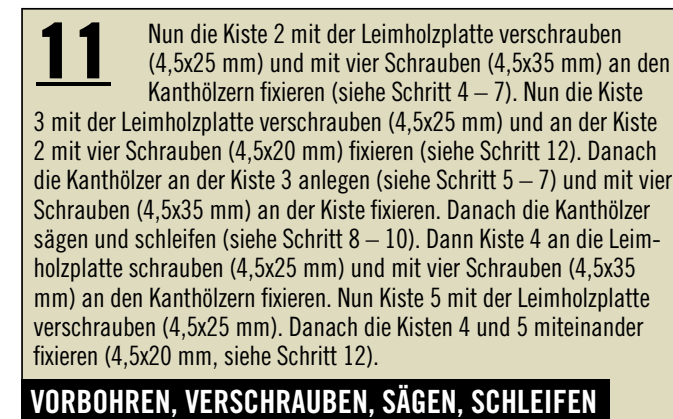 11 Nun die Kiste 2 mit der Leimholzplatte verschrauben
(4,5x25 mm) und mit vier Schrauben (4,5x35 mm) an den
Kanthölzern fixieren (siehe Schritt 4 – 7). Nun die Kiste
3 mit der Leimholzplatte verschrauben (4,5x25 mm) und an der Kiste
2 mit vier Schrauben (4,5x20 mm) fixieren (siehe Schritt 12). Danach
die Kanthölzer an der Kiste 3 anlegen (siehe Schritt 5 – 7) und mit vier
Schrauben (4,5x35 mm) an der Kiste fixieren. Danach die Kanthölzer
sägen und schleifen (siehe Schritt 8 – 10). Dann Kiste 4 an die Leim-
holzplatte schrauben (4,5x25 mm) und mit vier Schrauben (4,5x35
mm) an den Kanthölzern fixieren. Nun Kiste 5 mit der Leimholzplatte
verschrauben (4,5x25 mm). Danach die Kisten 4 und 5 miteinander
fixieren (4,5x20 mm, siehe Schritt 12).
VORBOHREN, VERSCHRAUBEN, SÄGEN, SCHLEIFEN